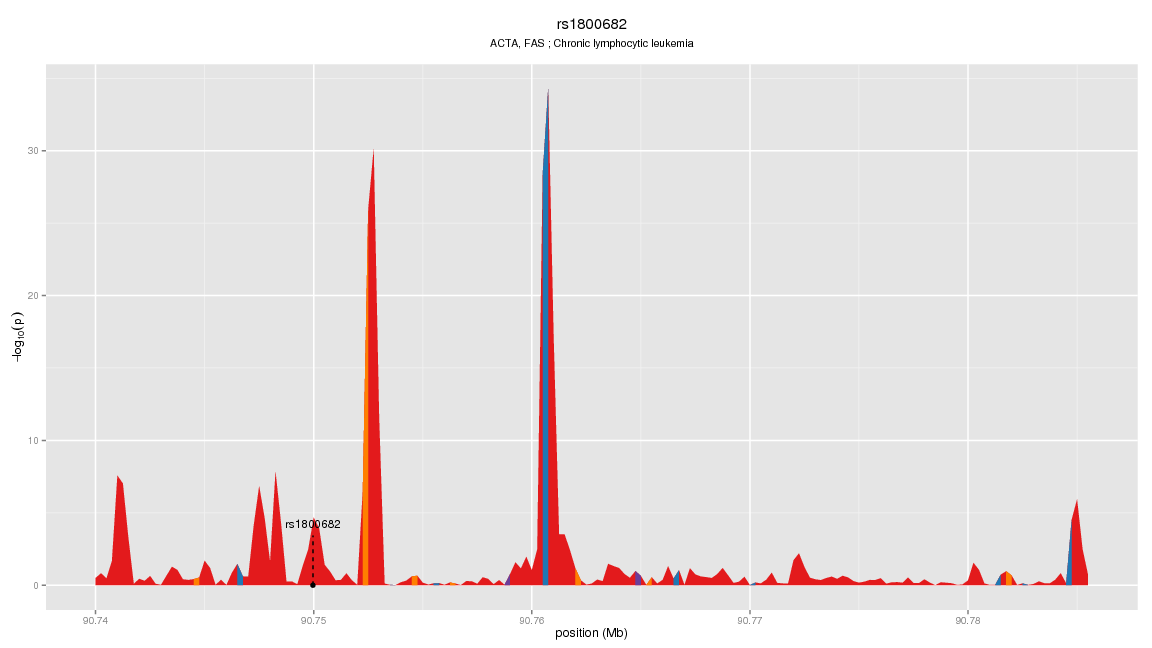 rs1800682
ACTA, FAS ; Chronic lymphocytic leukemia
−log10(p)
30
20
10
0
rs1800682
90.74 90.75 90.76 90.77 90.78
position (Mb)